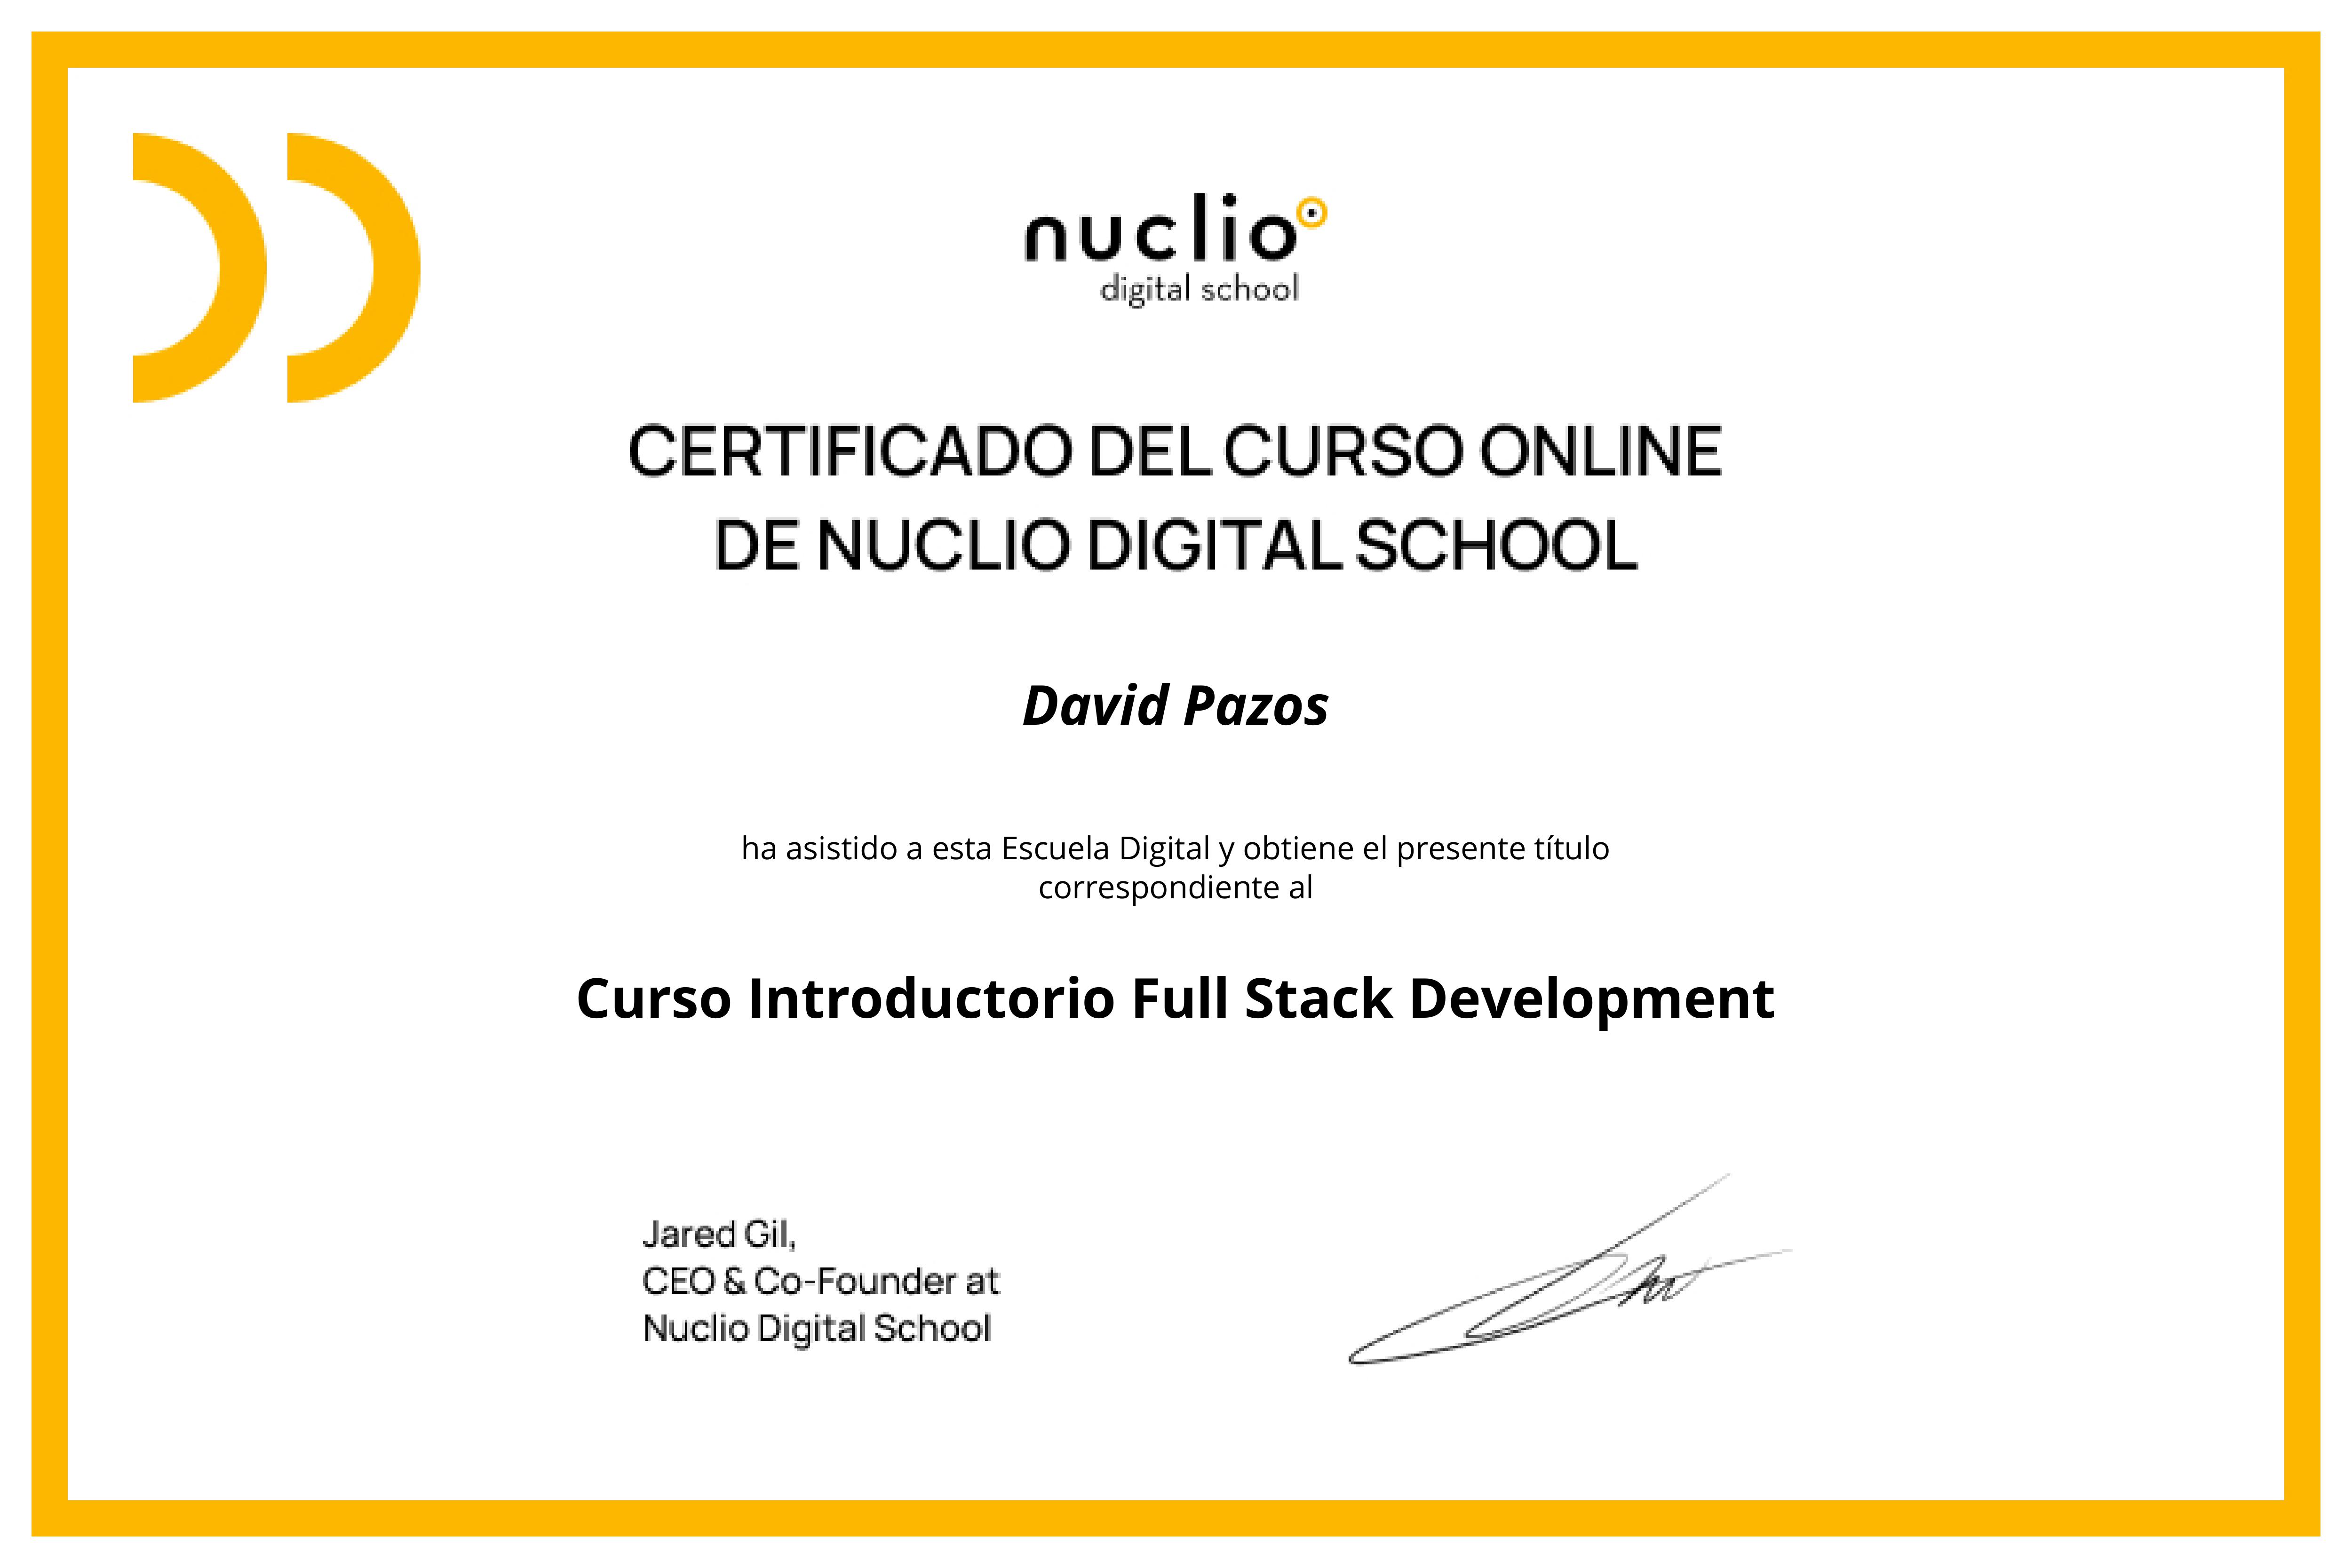 nuclio
digital school
CERTIFICADO DEL CURSO ONLINE
DE NUCLIO DIGITAL SCHOOL
David Pazos
ha asistido a esta Escuela Digital y obtiene el presente título
correspondiente al
Curso Introductorio Full Stack Development
Jared Gil,
CEO & Co-Founder at
Nuclio Digital School